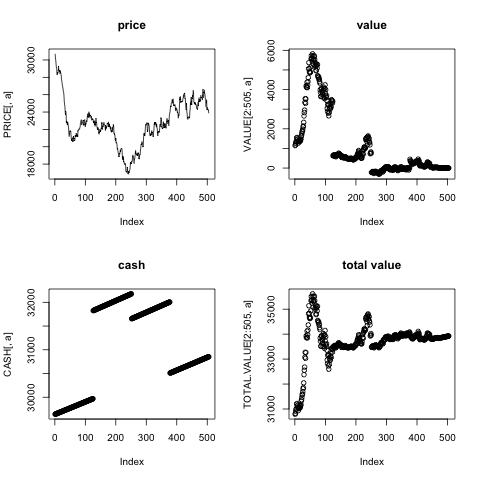 price
PRICE[, a]
18000 24000 30000
0 100 200 300 400 500
Index
value
VALUE[2:505, a]
0 2000 4000 6000
0 100 200 300 400 500
Index
cash
CASH[, a]
30000 31000 32000
0 100 200 300 400 500
Index
total value
TOTAL.VALUE[2:505, a]
31000 33000 35000
0 100 200 300 400 500
Index